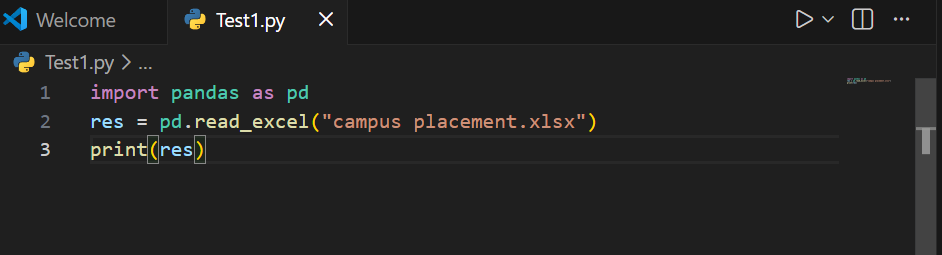 Welcome
Test1.py
Test1.py > ...
1 import pandas as pd
2 res = pd.read_excel("campus placement.xlsx")
3 print(res)